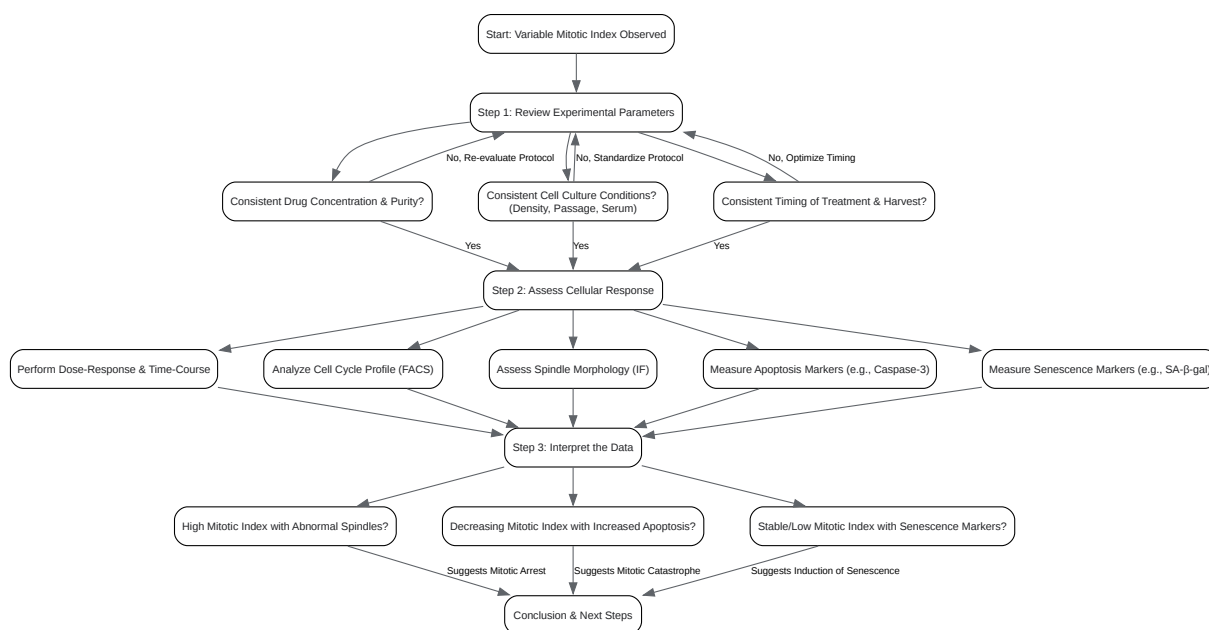 Start: Variable Mitotic Index Observed
Step 1: Review Experimental Parameters
No, Re-evaluate Protocol
No, Standardize Protocol
No, Optimize Timing
Consistent Drug Concentration & Purity?
Consistent Cell Culture Conditions?
(Density, Passage, Serum)
Consistent Timing of Treatment & Harvest?
Yes
Yes
Yes
Step 2: Assess Cellular Response
Perform Dose-Response & Time-Course
Analyze Cell Cycle Profile (FACS)
Assess Spindle Morphology (IF)
Measure Apoptosis Markers (e.g., Caspase-3)
Measure Senescence Markers (e.g., SA-β-gal)
Step 3: Interpret the Data
High Mitotic Index with Abnormal Spindles?
Decreasing Mitotic Index with Increased Apoptosis?
Stable/Low Mitotic Index with Senescence Markers?
Suggests Mitotic Arrest
Suggests Mitotic Catastrophe
Suggests Induction of Senescence
Conclusion & Next Steps